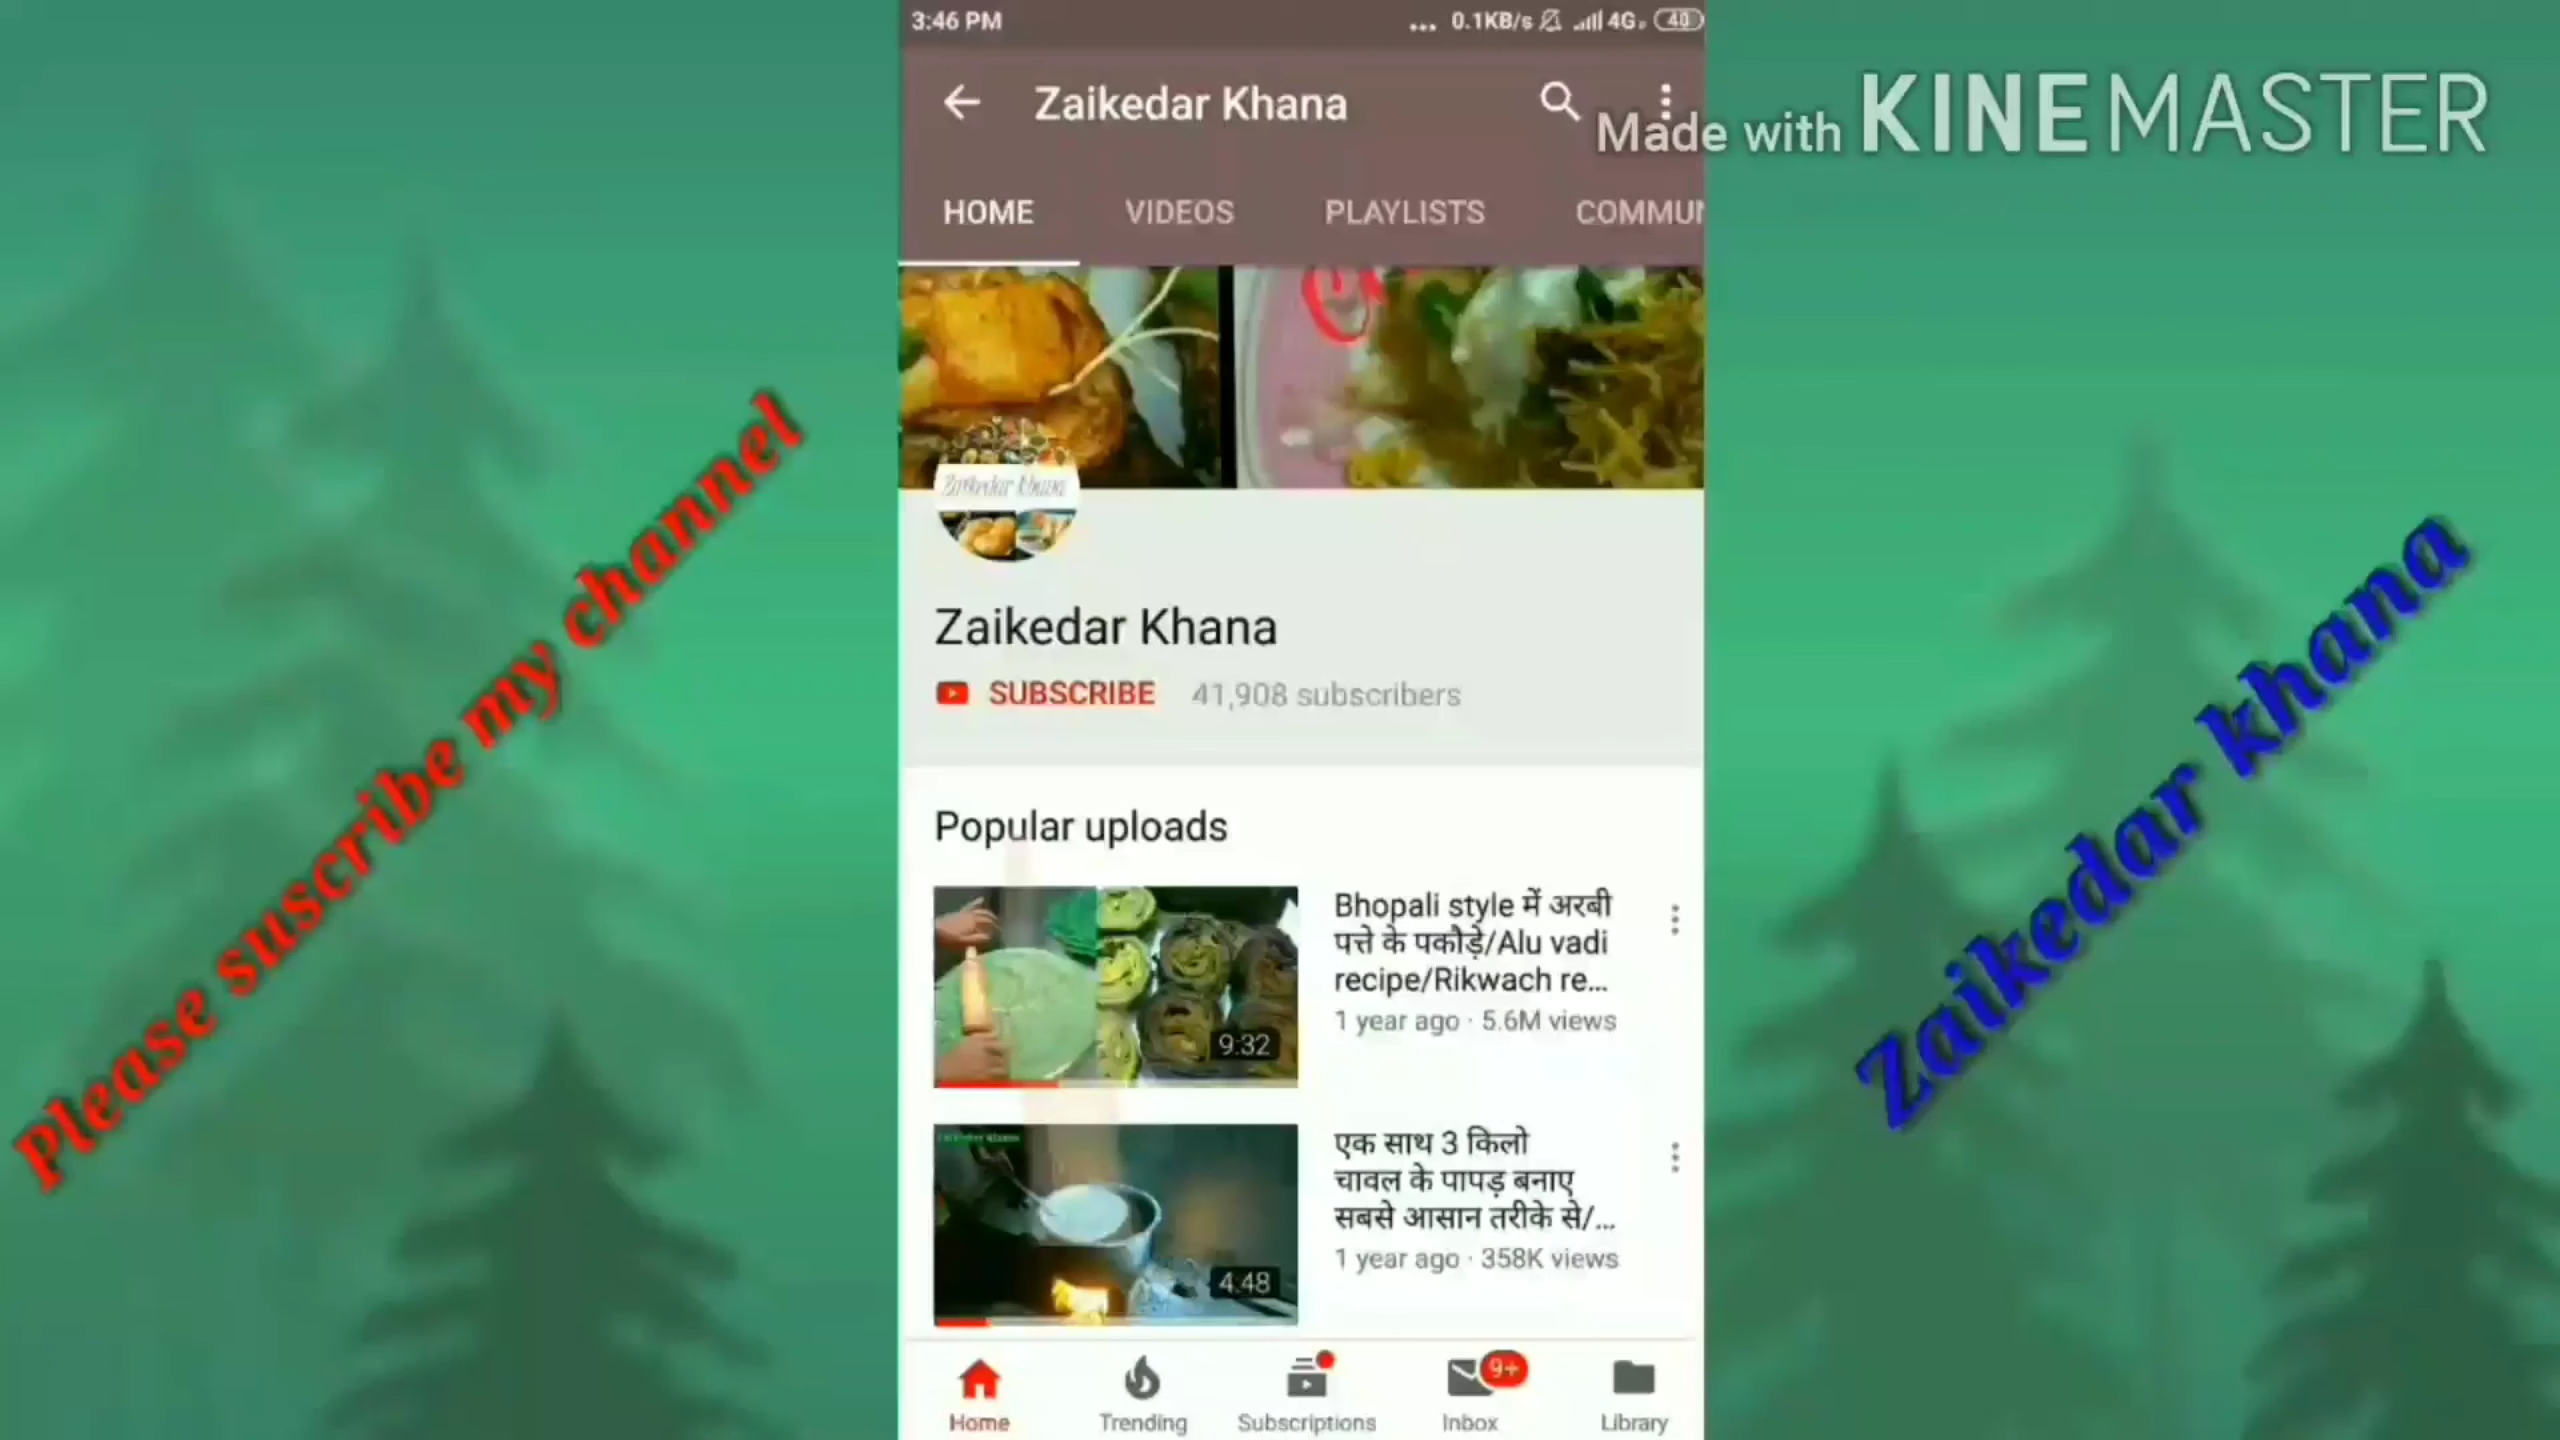 3:46 PM
... 0.1KB/s 4G 40
Zaikedar Khana
Made with KINEMASTER
HOME VIDEOS PLAYLISTS COMMUN
Zaikedar Khana
Zaikedar Khana
SUBSCRIBE 41,908 subscribers
Please suscribe my channel
Zaikedar khana
Popular uploads
Bhopali style में अरबी
पत्ते के पकौड़े/Alu vadi
recipe/Rikwach re...
1 year ago · 5.6M views
9:32
एक साथ 3 किलो
चावल के पापड़ बनाए
सबसे आसान तरीके से/...
1 year ago · 358K views
4:48
9+
Home Trending Subscriptions Inbox Library